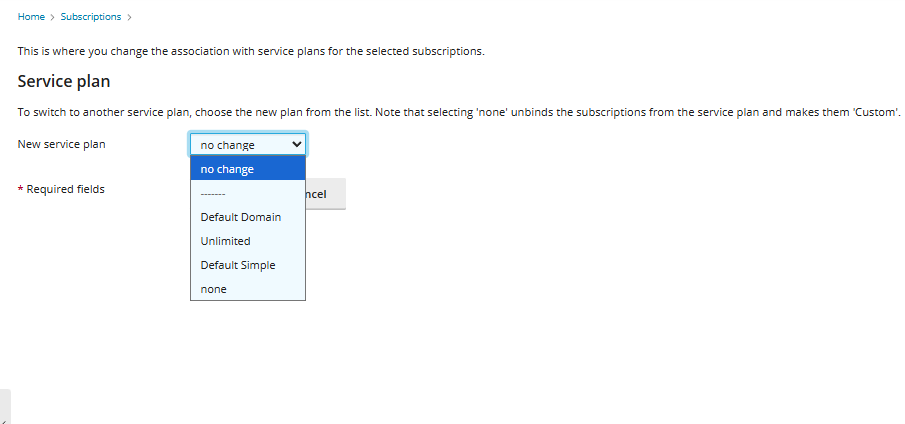 Home > Subscriptions >
This is where you change the association with service plans for the selected subscriptions.
Service plan
To switch to another service plan, choose the new plan from the list. Note that selecting 'none' unbinds the subscriptions from the service plan and makes them 'Custom'.
New service plan
no change
no change
-------
* Required fields
ncel
Default Domain
Unlimited
Default Simple
none